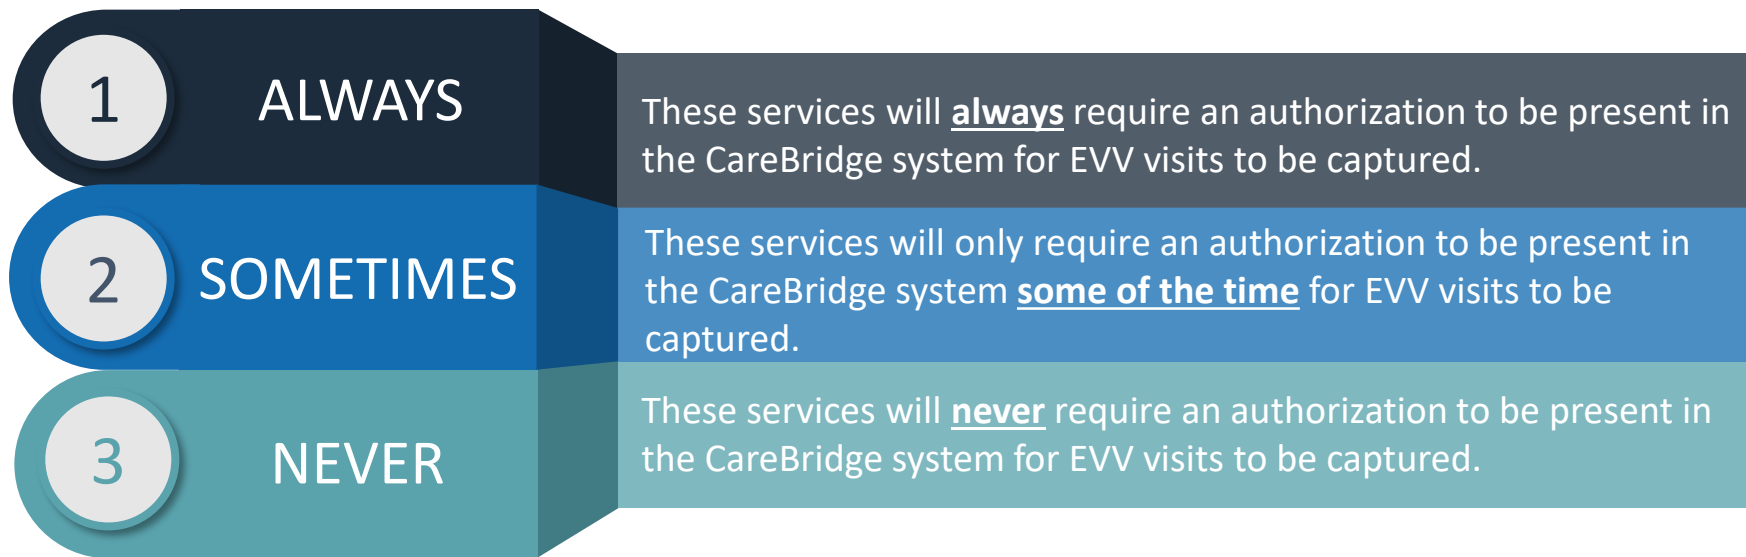 1
ALWAYS
These services will always require an authorization to be present in
the CareBridge system for EVV visits to be captured.
2
SOMETIMES
These services will only require an authorization to be present in
the CareBridge system some of the time for EVV visits to be
captured.
3
NEVER
These services will never require an authorization to be present in
the CareBridge system for EVV visits to be captured.